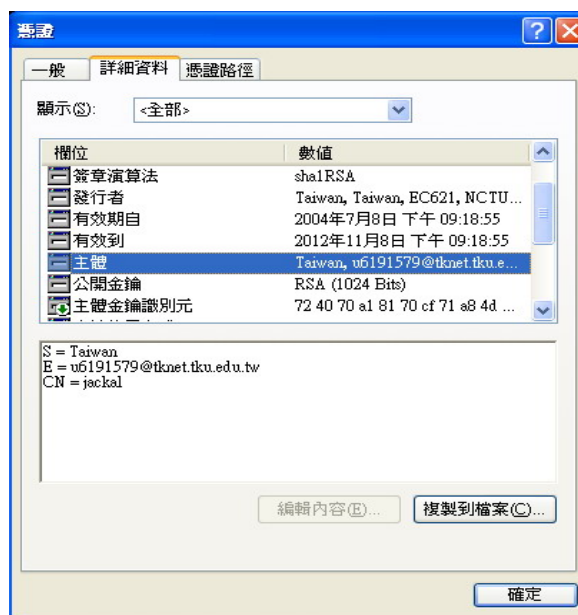 憑證
一般 詳細資料 憑證路徑
顯示(S): <全部>
欄位 數值
簽章演算法 sha1RSA
發行者 Taiwan, Taiwan, EC621, NCTU...
有效期自 2004年7月8日 下午 09:18:55
有效到 2012年11月8日 下午 09:18:55
主體 Taiwan, u6191579@tknet.tku.e...
公開金鑰 RSA (1024 Bits)
主體金鑰識別元 72 40 70 a1 81 70 cf 71 a8 4d ...
S = Taiwan
E = u6191579@tknet.tku.edu.tw
CN = jackal
編輯內容(E)... 複製到檔案(C)...
確定